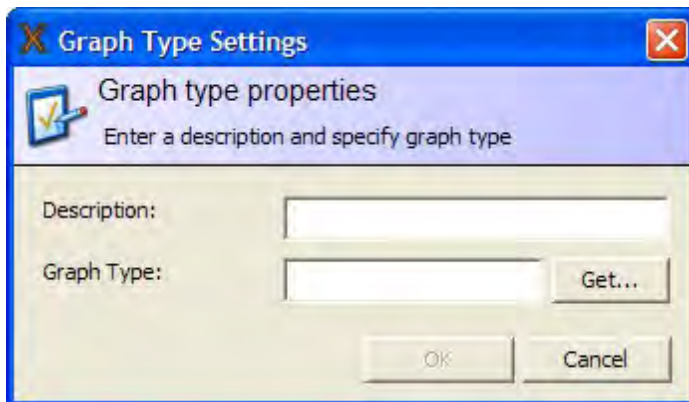 Graph Type Settings
Graph type properties
Enter a description and specify graph type
Description:
Graph Type:
Get...
OK
Cancel